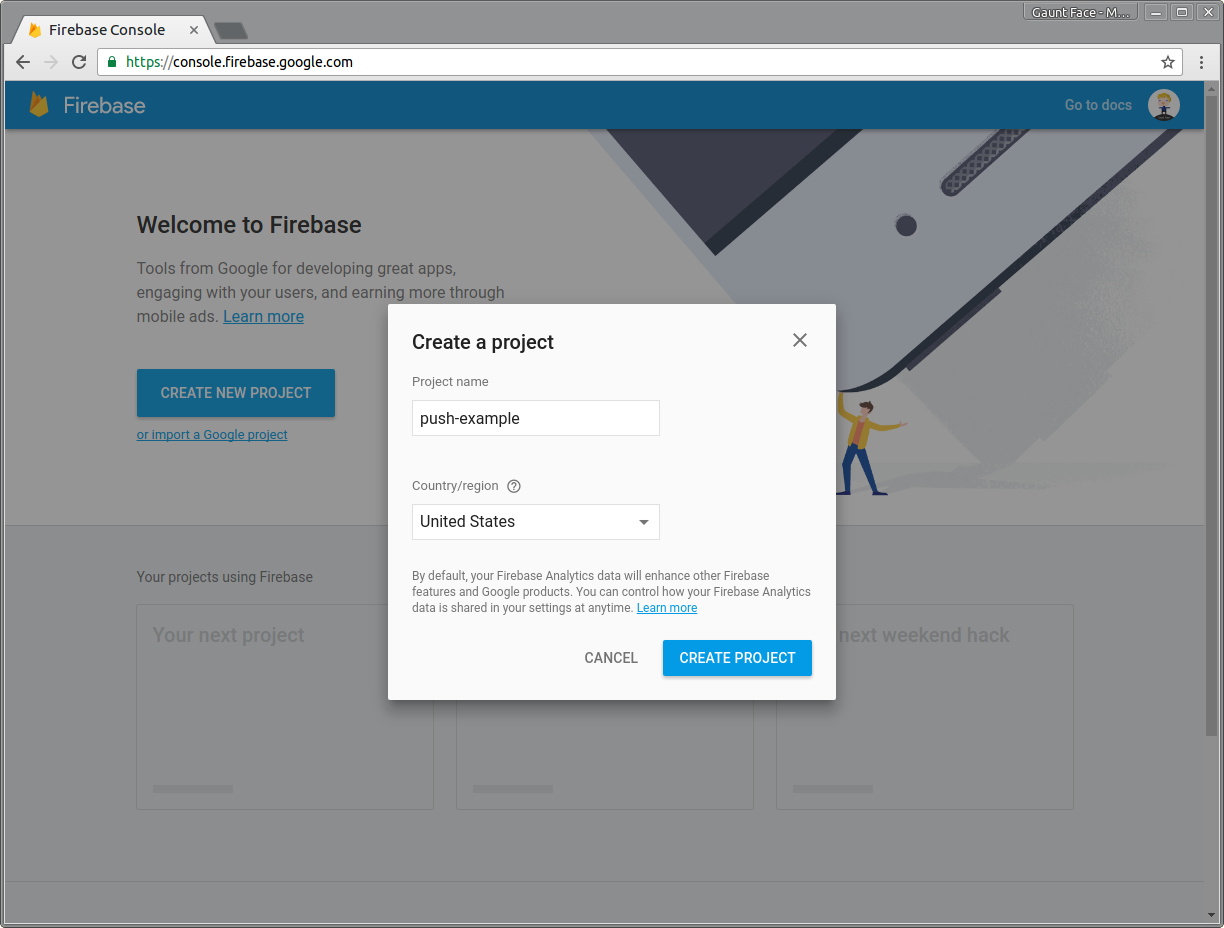 Gaunt Face - M...
Firebase Console
https://console.firebase.google.com
Firebase
Go to docs
Welcome to Firebase
Tools from Google for developing great apps,
engaging with your users, and earning more through
mobile ads. Learn more
CREATE NEW PROJECT
or import a Google project
Create a project
Project name
push-example
Country/region
United States
By default, your Firebase Analytics data will enhance other Firebase
features and Google products. You can control how your Firebase Analytics
data is shared in your settings at anytime. Learn more
CANCEL
CREATE PROJECT
Your projects using Firebase
Your next project
next weekend hack